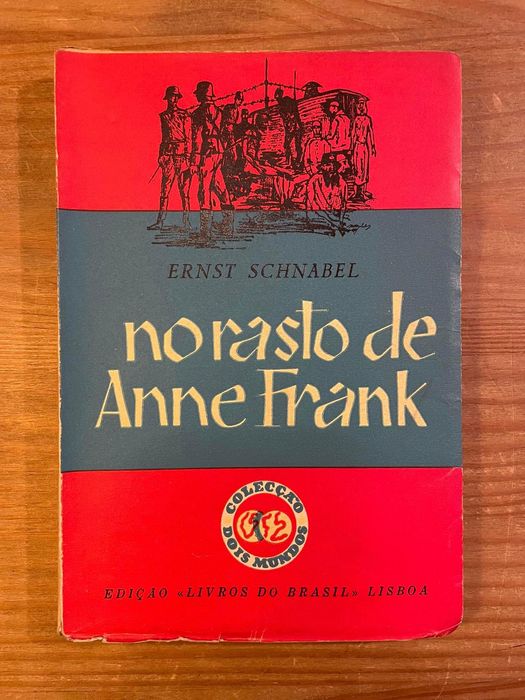 ERNST SCHNABEL
no rasto de
Anne Frank
COLECÇÃO
DOIS MUNDOS
EDIÇÃO «LIVROS DO BRASIL» LISBOA